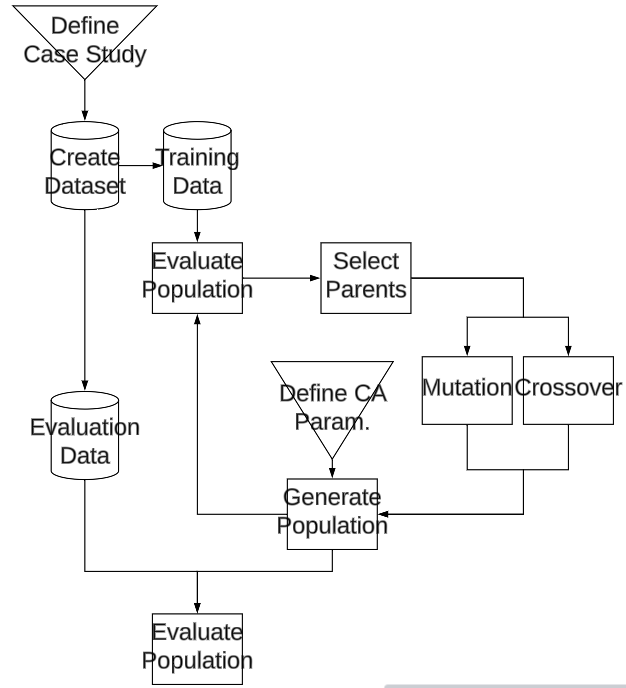 Define
Case Study
Create
Dataset
Training
Data
Evaluate
Population
Select
Parents
Mutation
Crossover
Define CA
Param.
Evaluation
Data
Generate
Population
Evaluate
Population